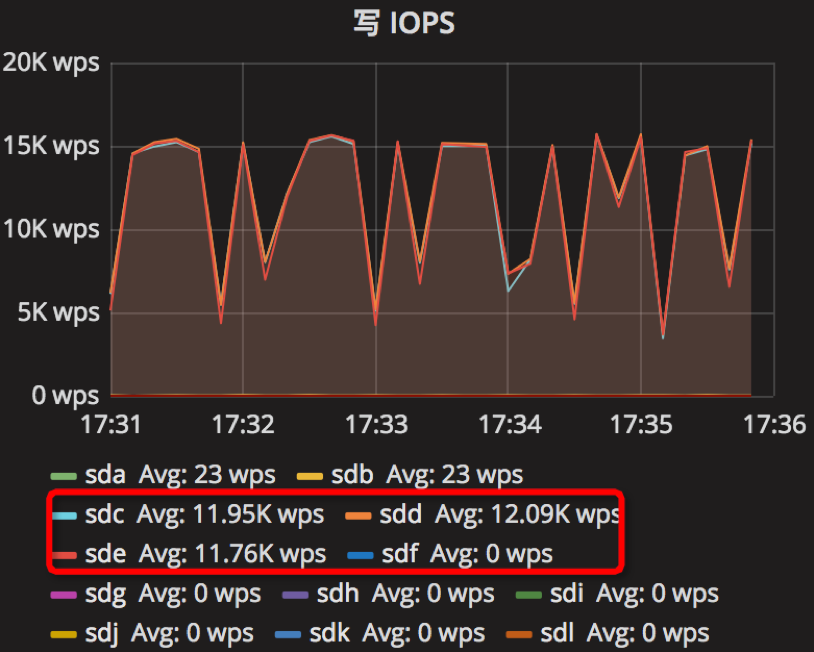 写 IOPS
20K wps
15K wps
10K wps
5K wps
0 wps
17:31 17:32 17:33 17:34 17:35 17:36
sda Avg: 23 wps sdb Avg: 23 wps
sdc Avg: 11.95K wps sdd Avg: 12.09K wps
sde Avg: 11.76K wps sdf Avg: 0 wps
sdg Avg: 0 wps sdh Avg: 0 wps sdi Avg: 0 wps
sdj Avg: 0 wps sdk Avg: 0 wps sdl Avg: 0 wps